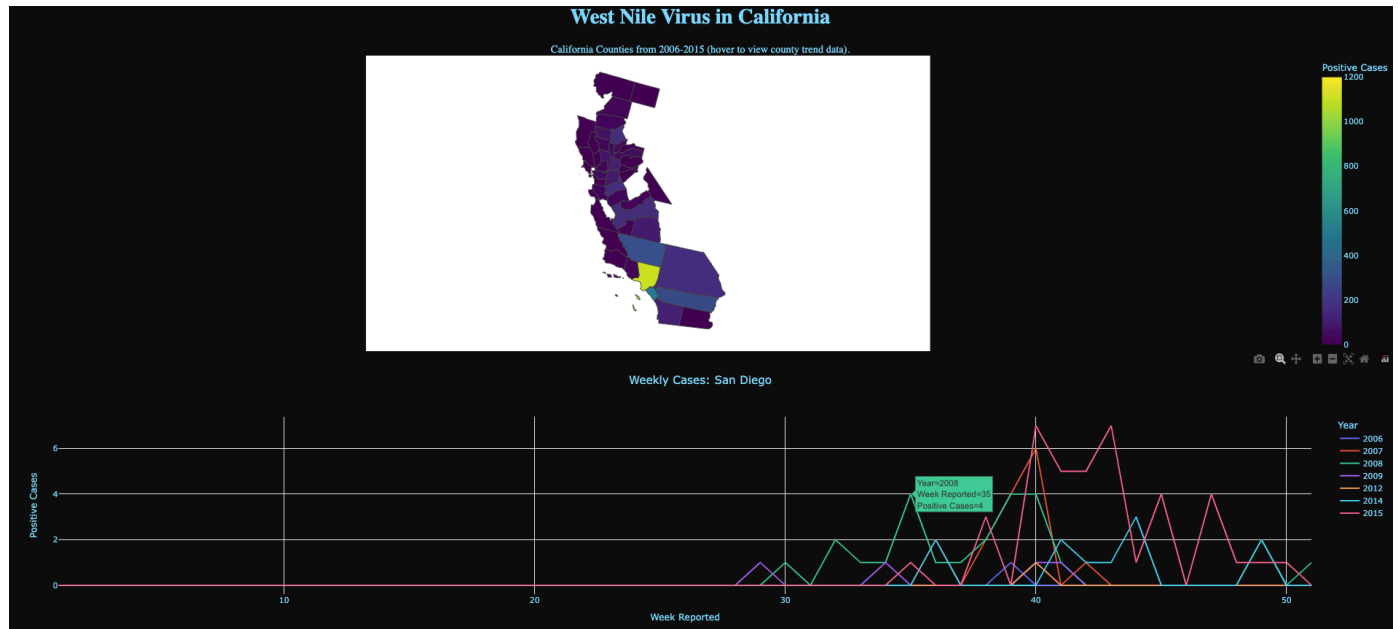 West Nile Virus in California
California Counties from 2006-2015 (hover to view county trend data).
Positive Cases
1200
1000
800
600
400
200
0
Weekly Cases: San Diego
Positive Cases
6
4
2
0
Year=2008
Week Reported=35
Positive Cases=4
10
20
30
40
50
Week Reported
Year
2006
2007
2008
2009
2012
2014
2015